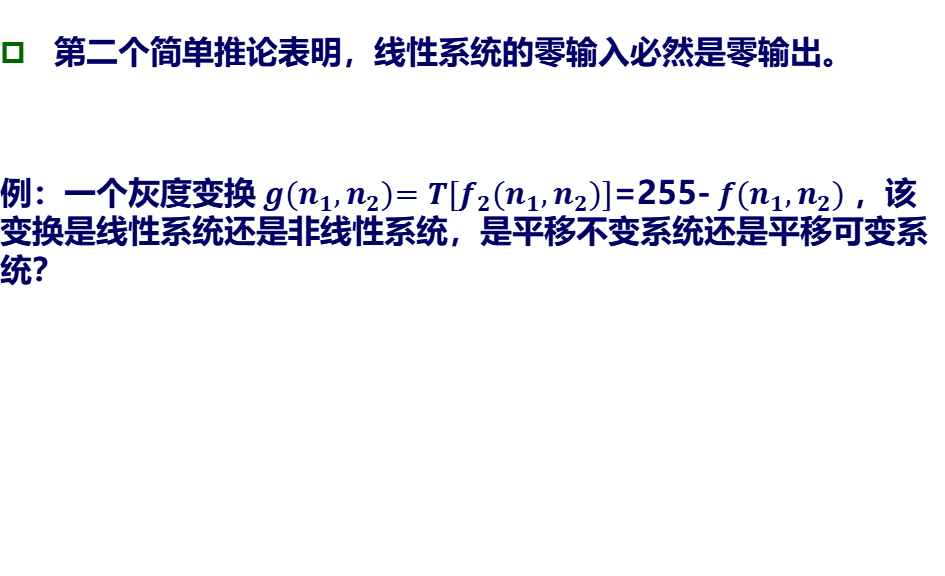 第二个简单推论表明，线性系统的零输入必然是零输出。
例：一个灰度变换 g(n₁,n₂)= T[f₂(n₁,n₂)]=255- f(n₁,n₂) ，该
变换是线性系统还是非线性系统，是平移不变系统还是平移可变系
统？